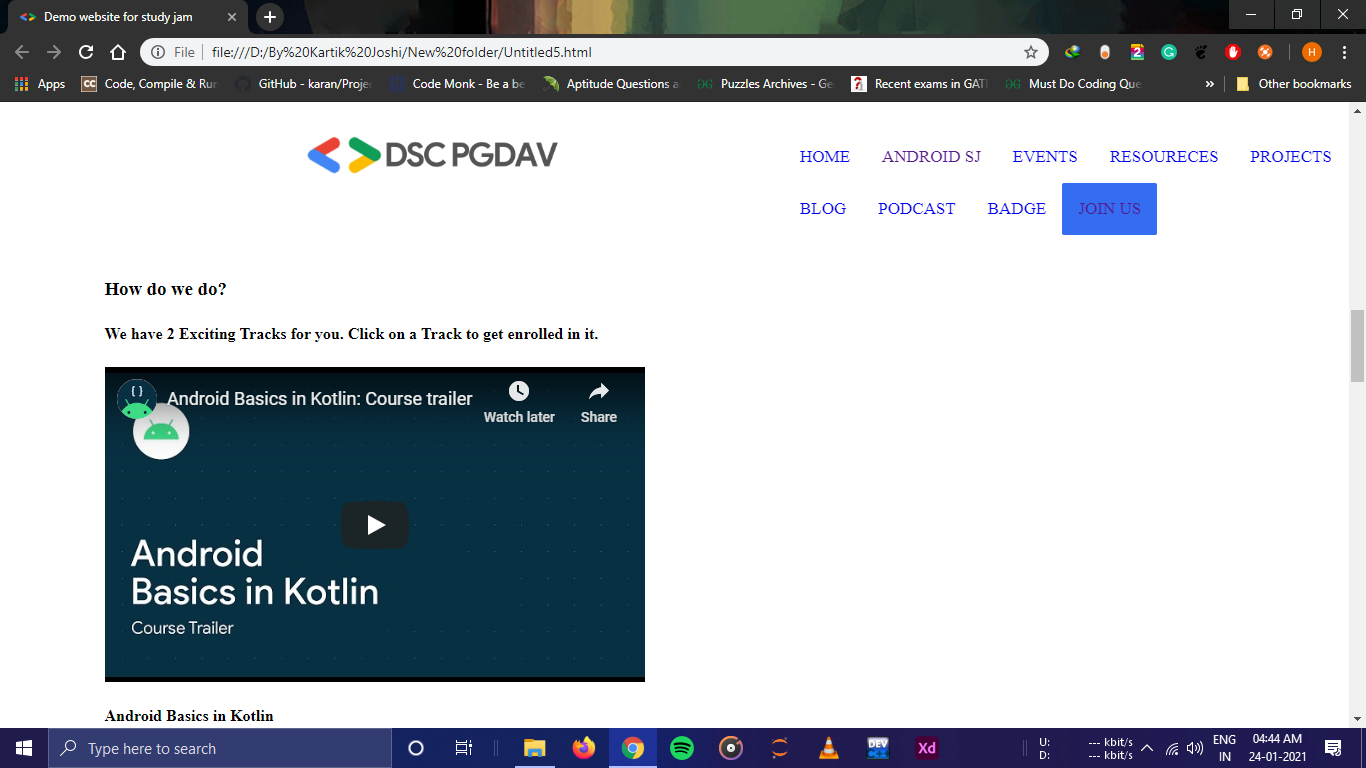 Demo website for study jam
File
file:///D:/By%20Kartik%20Joshi/New%20folder/Untitled5.html
H
Apps
CC
Code, Compile & Run
GitHub - karan/Projec
Code Monk - Be a be
Aptitude Questions a
Puzzles Archives - Ge
Recent exams in GATE
Must Do Coding Que
»
Other bookmarks
DSC PGDAV
HOME ANDROID SJ EVENTS RESOURECES PROJECTS
BLOG PODCAST BADGE JOIN US
How do we do?
We have 2 Exciting Tracks for you. Click on a Track to get enrolled in it.
Android Basics in Kotlin: Course trailer
Watch later
Share
Android
Basics in Kotlin
Course Trailer
Android Basics in Kotlin
Type here to search
DEV
Xd
U: --- kbit/s
D: --- kbit/s
ENG
IN
04:44 AM
24-01-2021